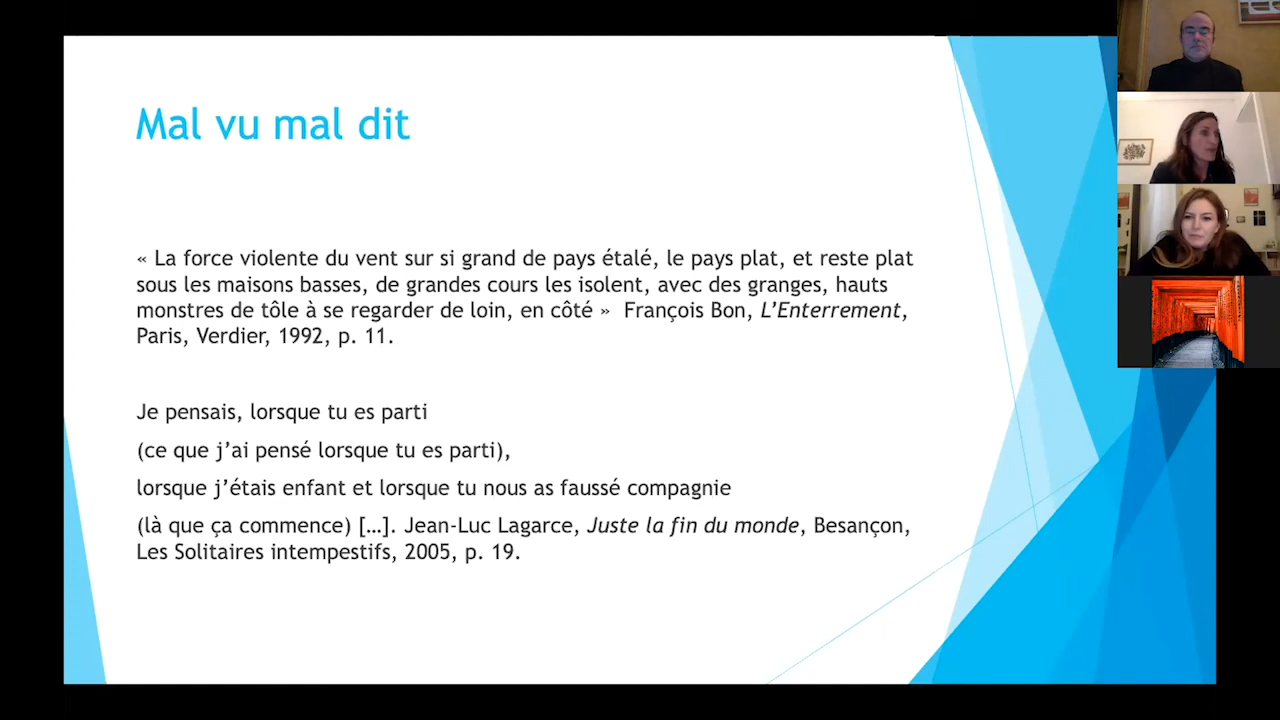 Mal vu mal dit
« La force violente du vent sur si grand de pays étalé, le pays plat, et reste plat
sous les maisons basses, de grandes cours les isolent, avec des granges, hauts
monstres de tôle à se regarder de loin, en côté »  François Bon, L’Enterrement,
Paris, Verdier, 1992, p. 11.
Je pensais, lorsque tu es parti
(ce que j’ai pensé lorsque tu es parti),
lorsque j’étais enfant et lorsque tu nous as faussé compagnie
(là que ça commence) […]. Jean-Luc Lagarce, Juste la fin du monde, Besançon,
Les Solitaires intempestifs, 2005, p. 19.